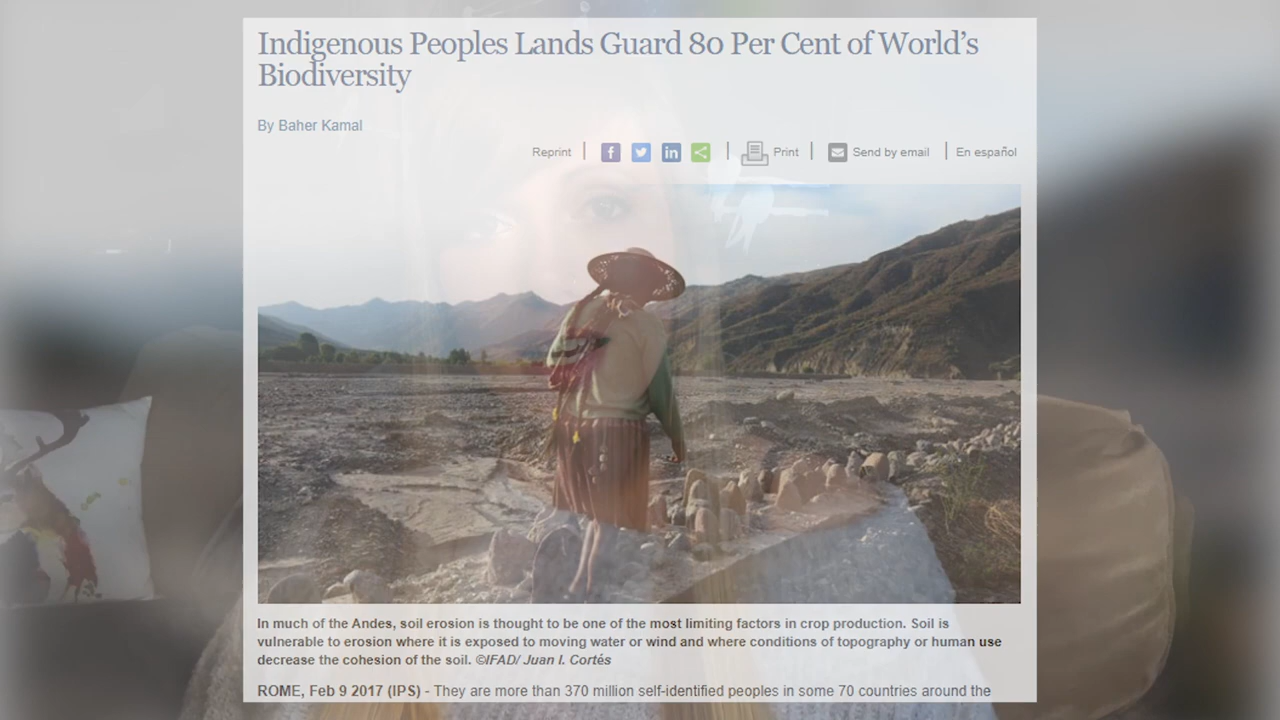 Indigenous Peoples Lands Guard 80 Per Cent of World's
Biodiversity
By Baher Kamal
Reprint | f in | Print | Send by email | En español
In much of the Andes, soil erosion is thought to be one of the most limiting factors in crop production. Soil is
vulnerable to erosion where it is exposed to moving water or wind and where conditions of topography or human use
decrease the cohesion of the soil. ©IFAD/ Juan I. Cortés
ROME, Feb 9 2017 (IPS) - They are more than 370 million self-identified peoples in some 70 countries around the